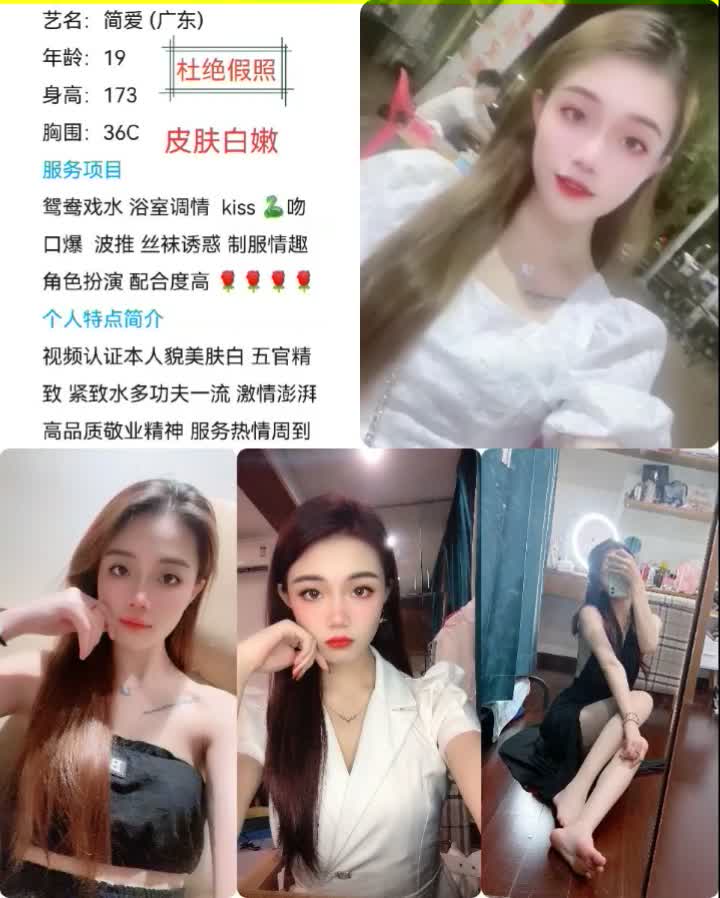 艺名：简爱 (广东)
年龄：19
杜绝假照
身高：173
胸围：36C
皮肤白嫩
服务项目
鸳鸯戏水 浴室调情 kiss 🐍吻
口爆 波推 丝袜诱惑 制服情趣
角色扮演 配合度高 🌹🌹🌹🌹
个人特点简介
视频认证本人貌美肤白 五官精
致 紧致水多功夫一流 激情澎湃
高品质敬业精神 服务热情周到